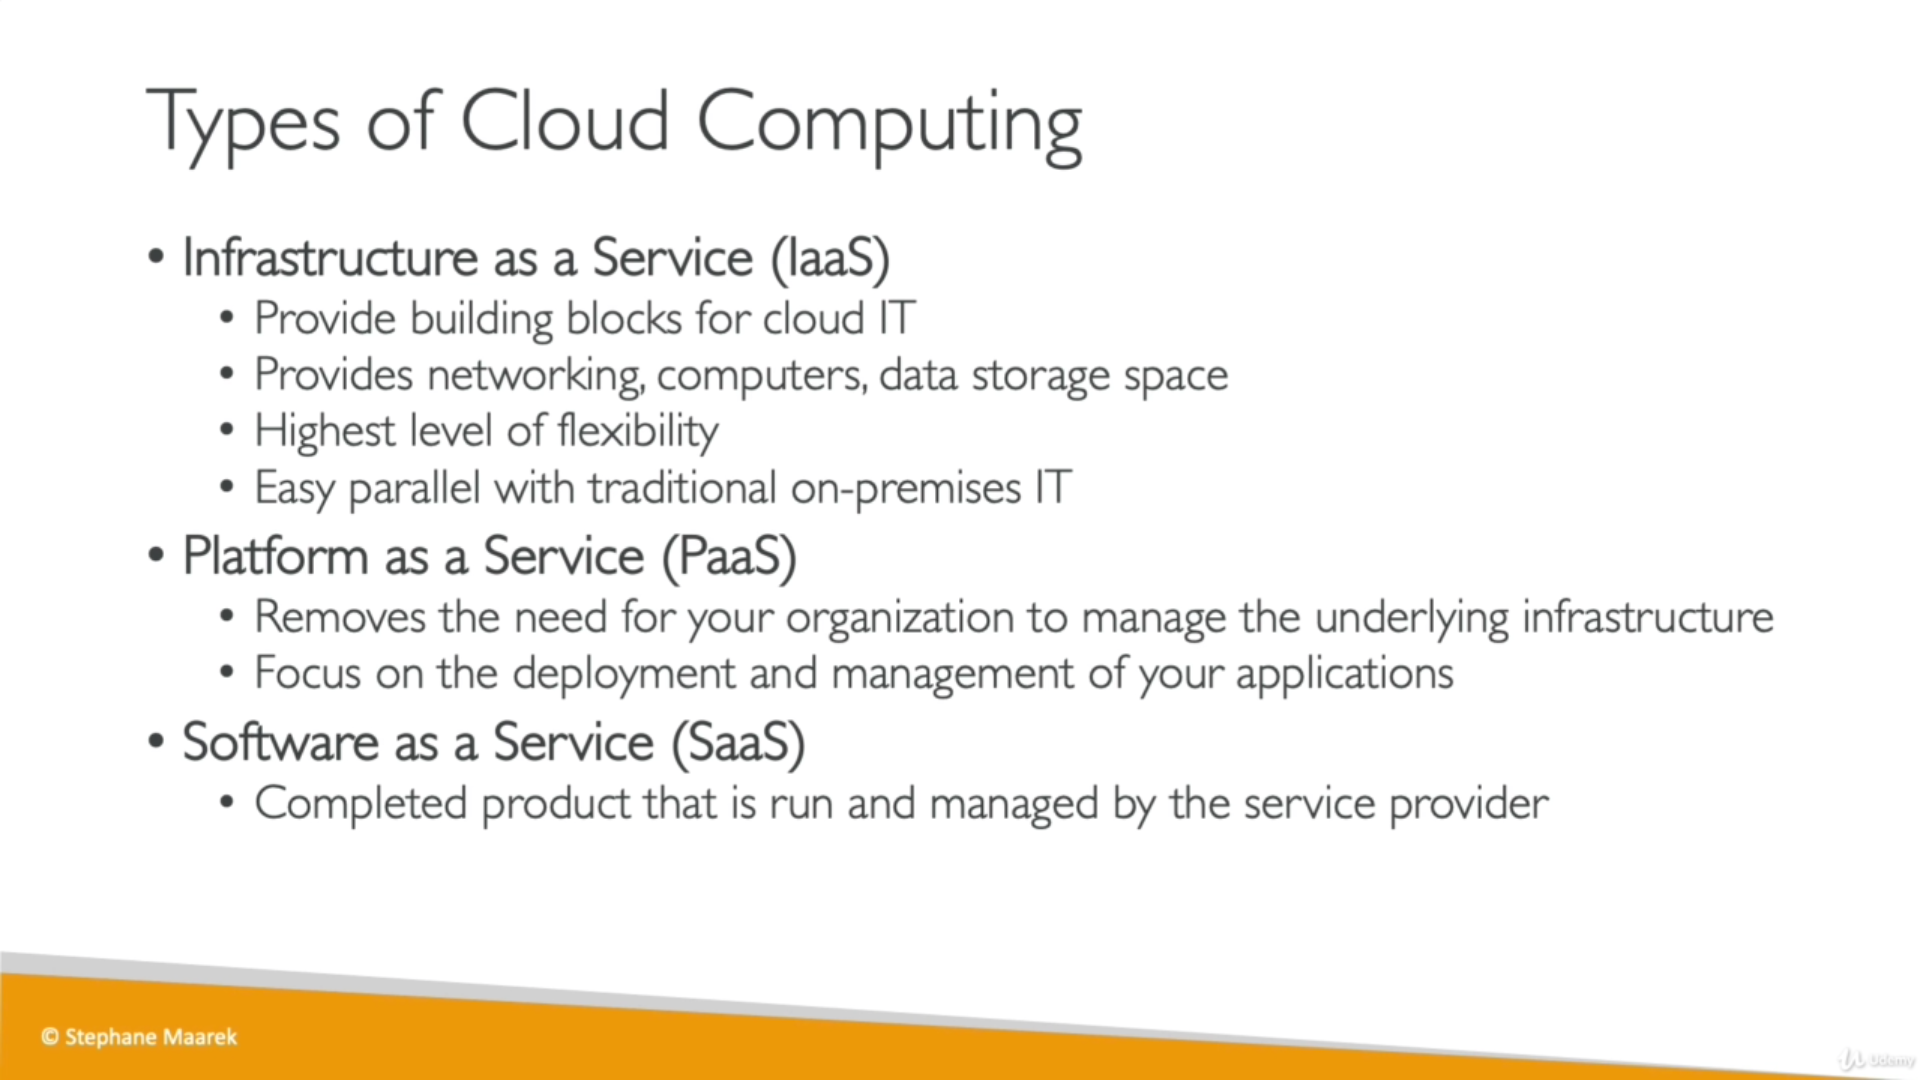 Types of Cloud Computing
• Infrastructure as a Service (IaaS)
• Provide building blocks for cloud IT
• Provides networking, computers, data storage space
• Highest level of flexibility
• Easy parallel with traditional on-premises IT
• Platform as a Service (PaaS)
• Removes the need for your organization to manage the underlying infrastructure
• Focus on the deployment and management of your applications
• Software as a Service (SaaS)
• Completed product that is run and managed by the service provider
© Stephane Maarek
Udemy